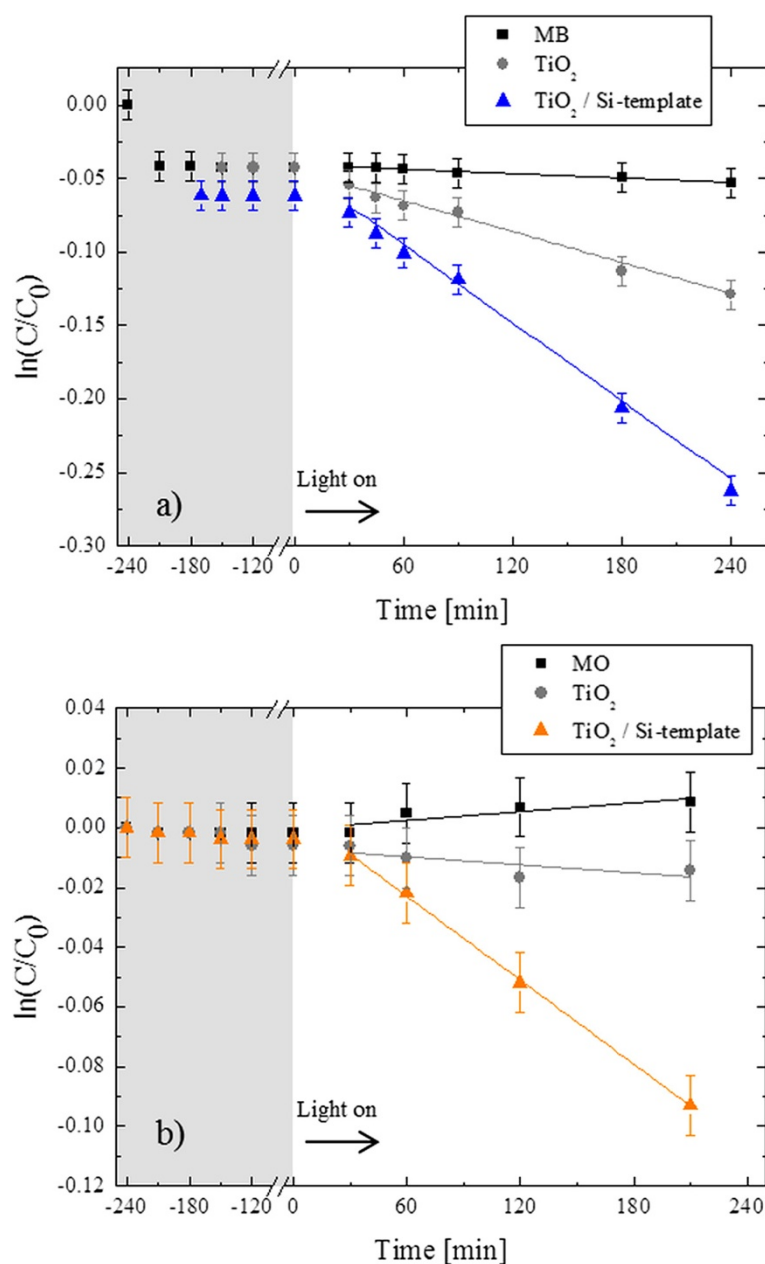 MB
TiO₂
TiO₂ / Si-template
0.00
-0.05
-0.10
-0.15
-0.20
-0.25
-0.30
ln(C/C₀)
Light on
a)
-240 -180 -120 0 60 120 180 240
Time [min]
MO
TiO₂
TiO₂ / Si-template
0.04
0.02
0.00
-0.02
-0.04
-0.06
-0.08
-0.10
-0.12
ln(C/C₀)
Light on
b)
-240 -180 -120 0 60 120 180 240
Time [min]